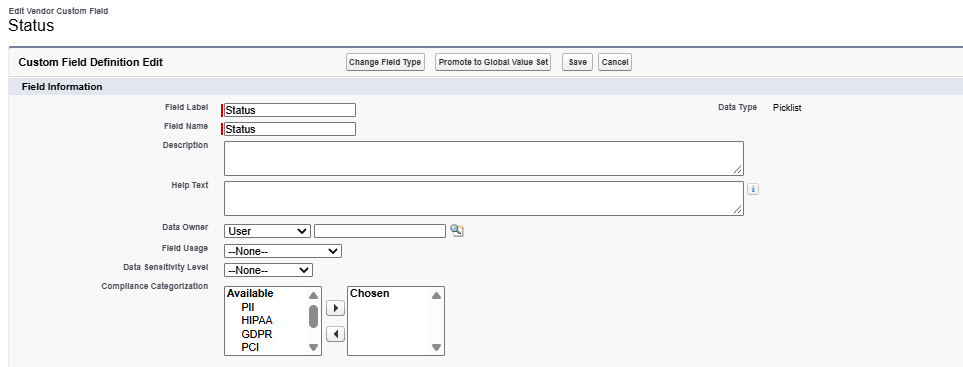 Edit Vendor Custom Field
Status
Custom Field Definition Edit
Change Field Type
Promote to Global Value Set
Save
Cancel
Field Information
Field Label
Status
Data Type
Picklist
Field Name
Status
Description
Help Text
i
Data Owner
User
Field Usage
--None--
Data Sensitivity Level
--None--
Compliance Categorization
Available
Chosen
PII
HIPAA
GDPR
PCI